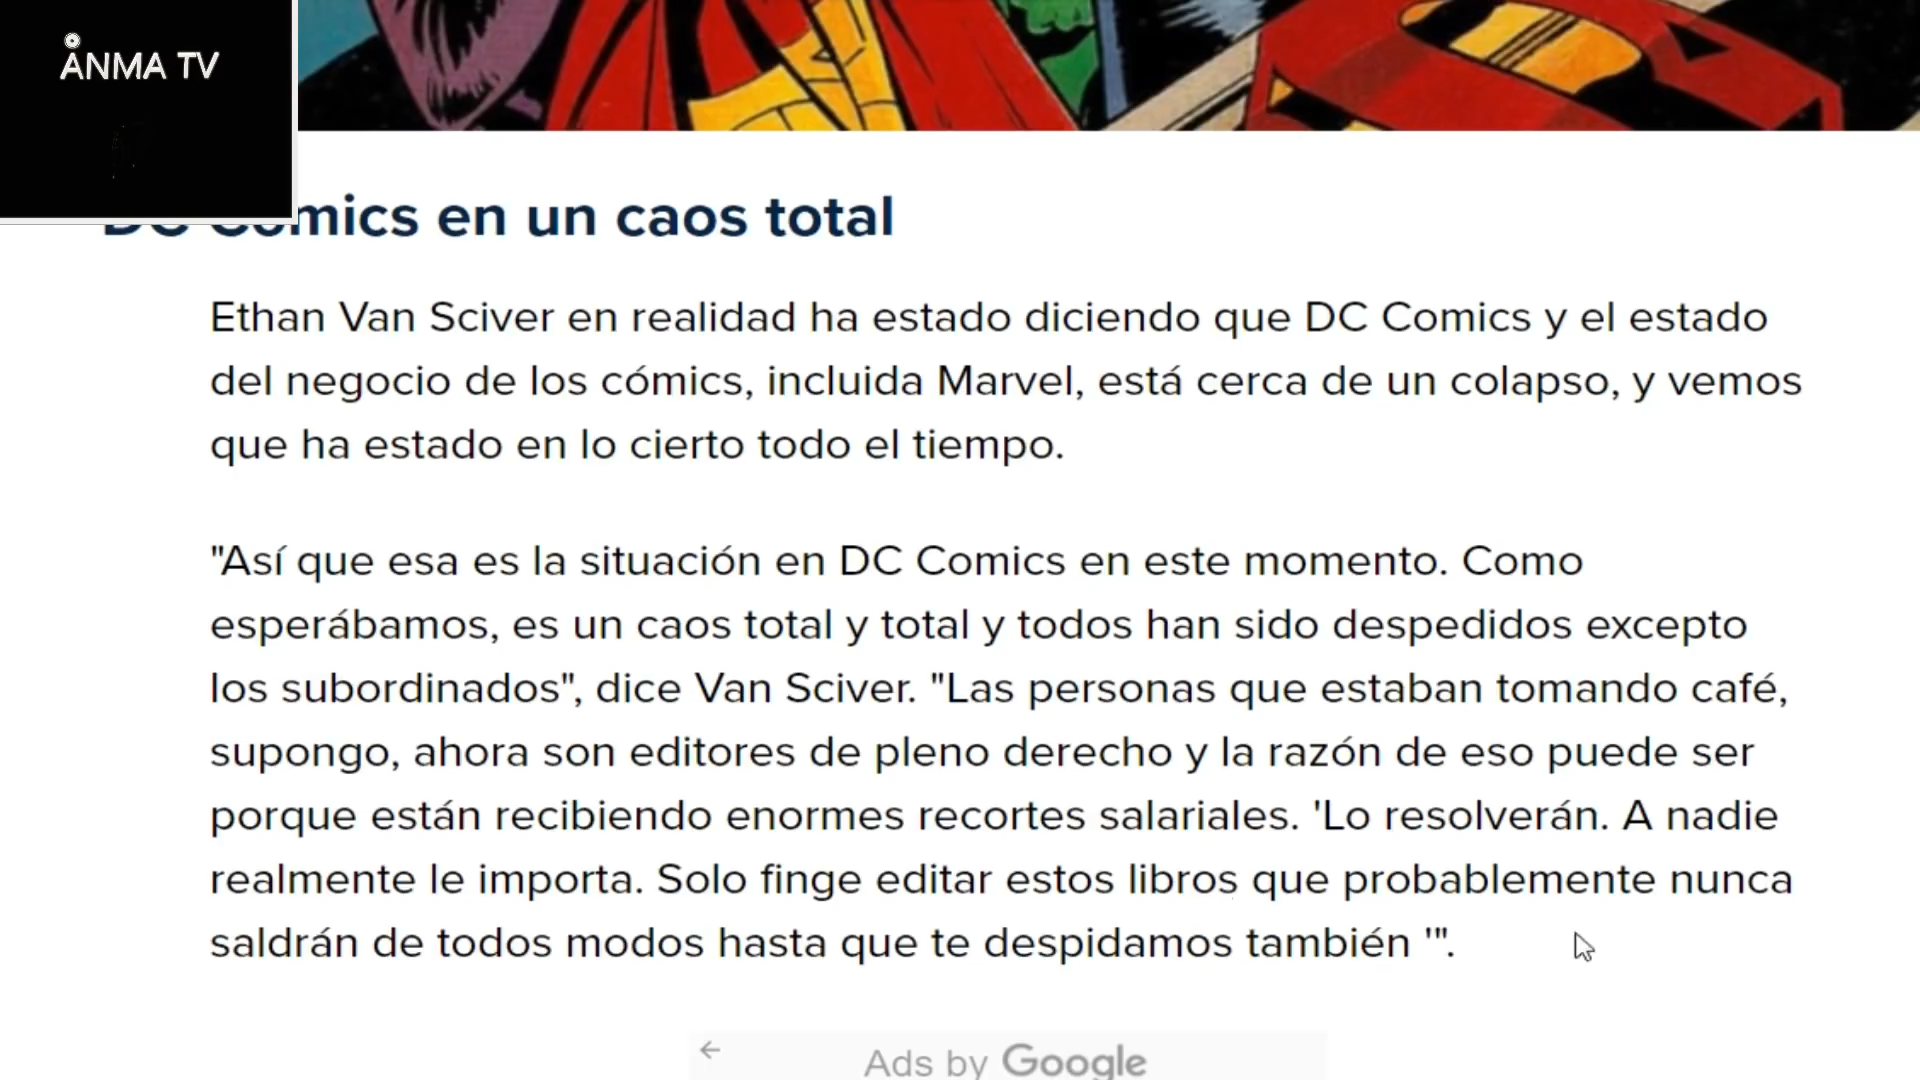 ÅNMA TV
DC Comics en un caos total
Ethan Van Sciver en realidad ha estado diciendo que DC Comics y el estado
del negocio de los cómics, incluida Marvel, está cerca de un colapso, y vemos
que ha estado en lo cierto todo el tiempo.
"Así que esa es la situación en DC Comics en este momento. Como
esperábamos, es un caos total y total y todos han sido despedidos excepto
los subordinados", dice Van Sciver. "Las personas que estaban tomando café,
supongo, ahora son editores de pleno derecho y la razón de eso puede ser
porque están recibiendo enormes recortes salariales. 'Lo resolverán. A nadie
realmente le importa. Solo finge editar estos libros que probablemente nunca
saldrán de todos modos hasta que te despidamos también '".
Ads by Google